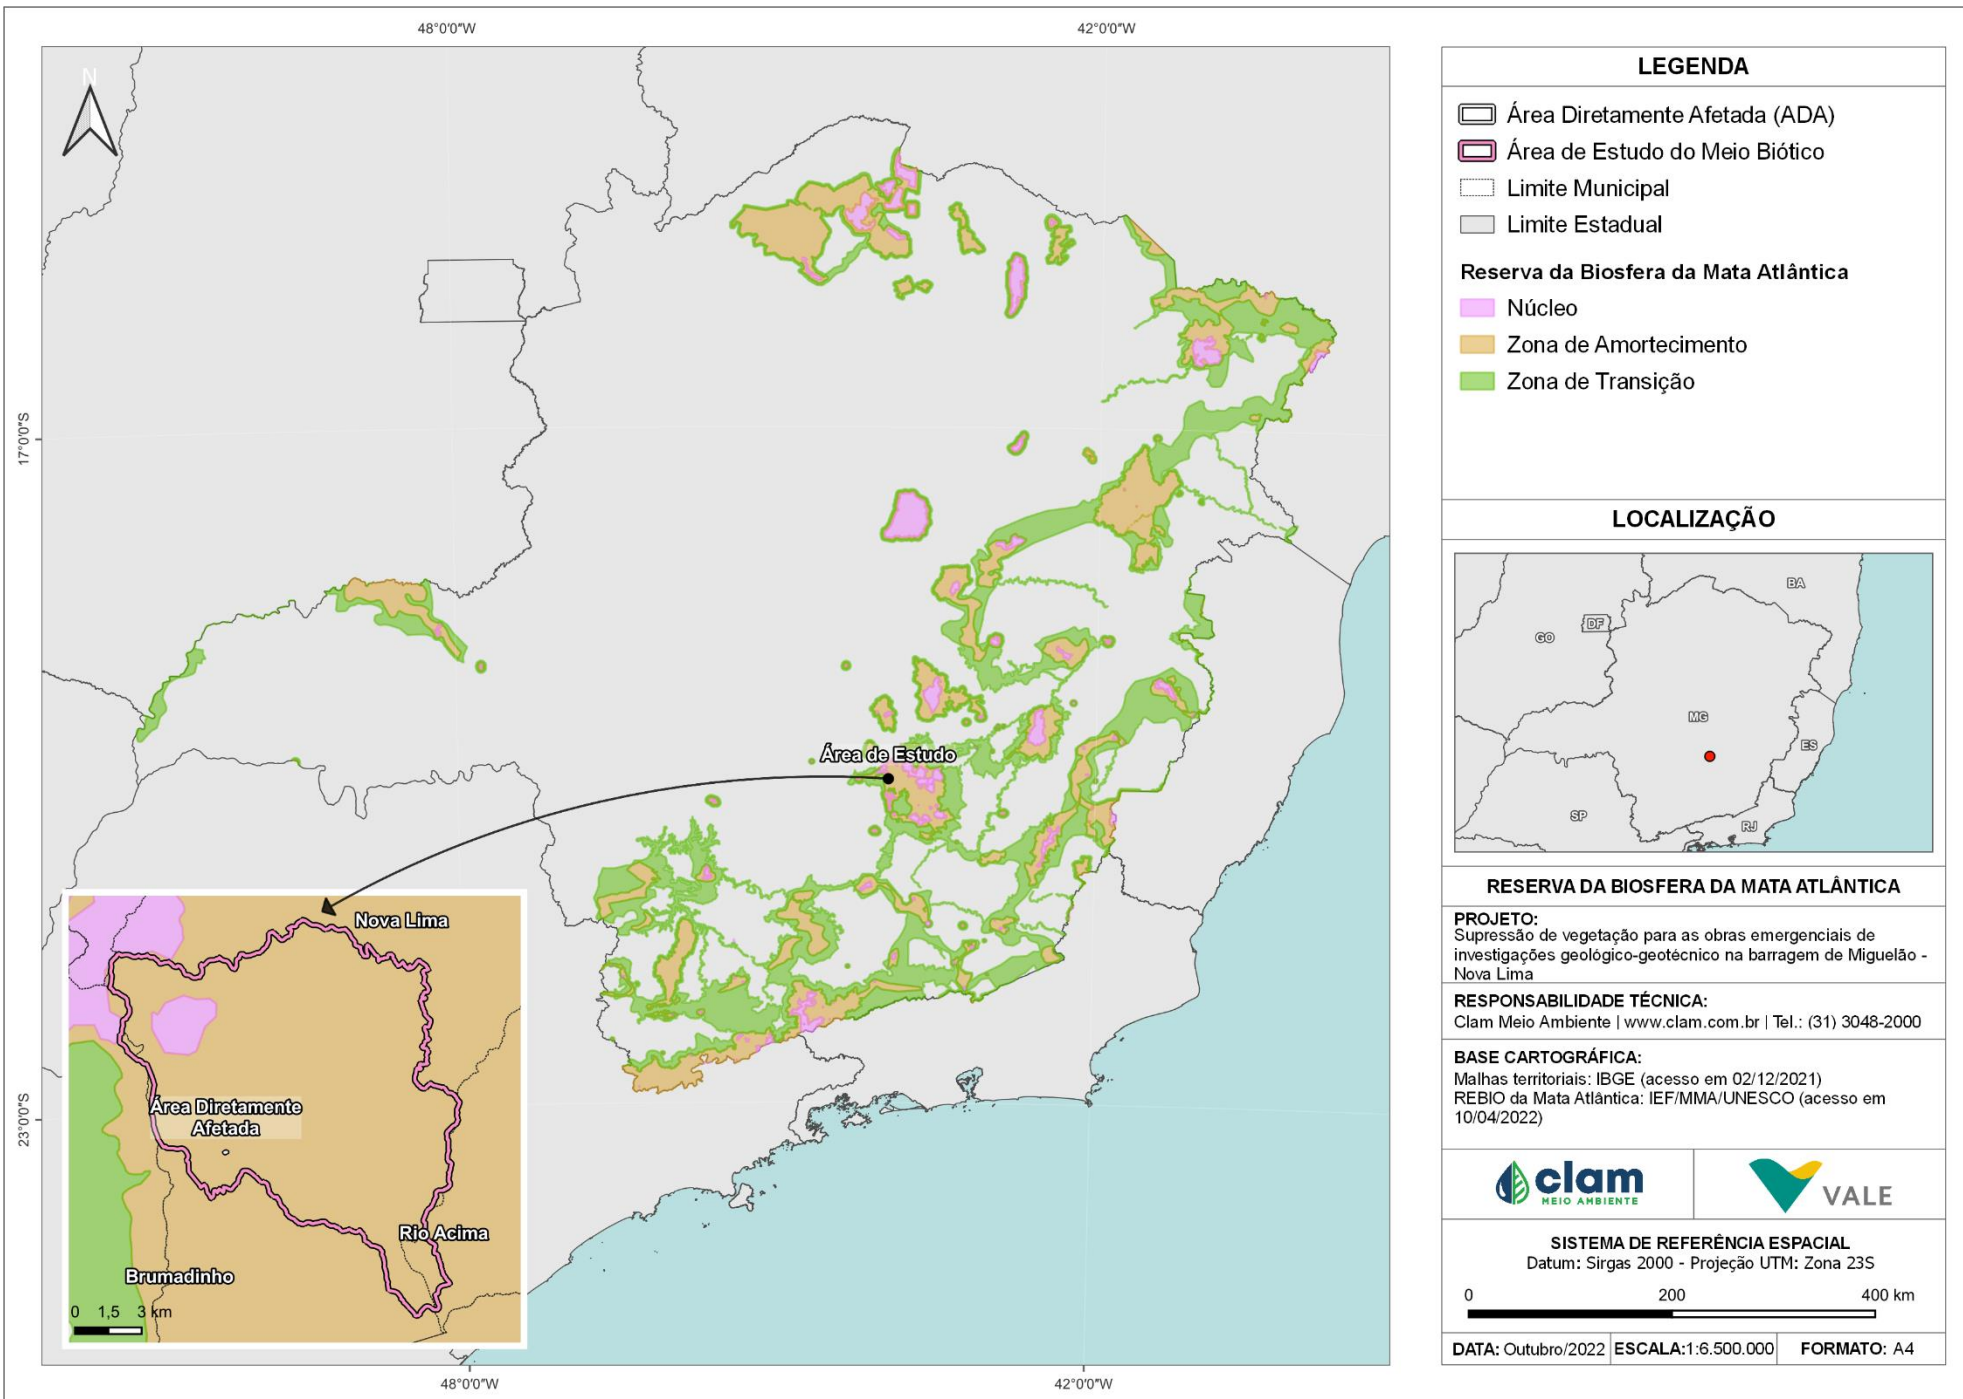 48°0'0"W
42°0'0"W
N
17°0'0"S
23°0'0"S
Área de Estudo
Nova Lima
Área Diretamente
Afetada
Rio Acima
Brumadinho
0 1,5 3 km
48°0'0"W
42°0'0"W
LEGENDA
Área Diretamente Afetada (ADA)
Área de Estudo do Meio Biótico
Limite Municipal
Limite Estadual
Reserva da Biosfera da Mata Atlântica
Núcleo
Zona de Amortecimento
Zona de Transição
LOCALIZAÇÃO
BA
GO
DF
MG
ES
SP
RJ
RESERVA DA BIOSFERA DA MATA ATLÂNTICA
PROJETO:
Supressão de vegetação para as obras emergenciais de
investigações geológico-geotécnico na barragem de Miguelão -
Nova Lima
RESPONSABILIDADE TÉCNICA:
Clam Meio Ambiente | www.clam.com.br | Tel.: (31) 3048-2000
BASE CARTOGRÁFICA:
Malhas territoriais: IBGE (acesso em 02/12/2021)
REBIO da Mata Atlântica: IEF/MMA/UNESCO (acesso em
10/04/2022)
clam
MEIO AMBIENTE
VALE
SISTEMA DE REFERÊNCIA ESPACIAL
Datum: Sirgas 2000 - Projeção UTM: Zona 23S
0 200 400 km
DATA: Outubro/2022 ESCALA:1:6.500.000 FORMATO: A4